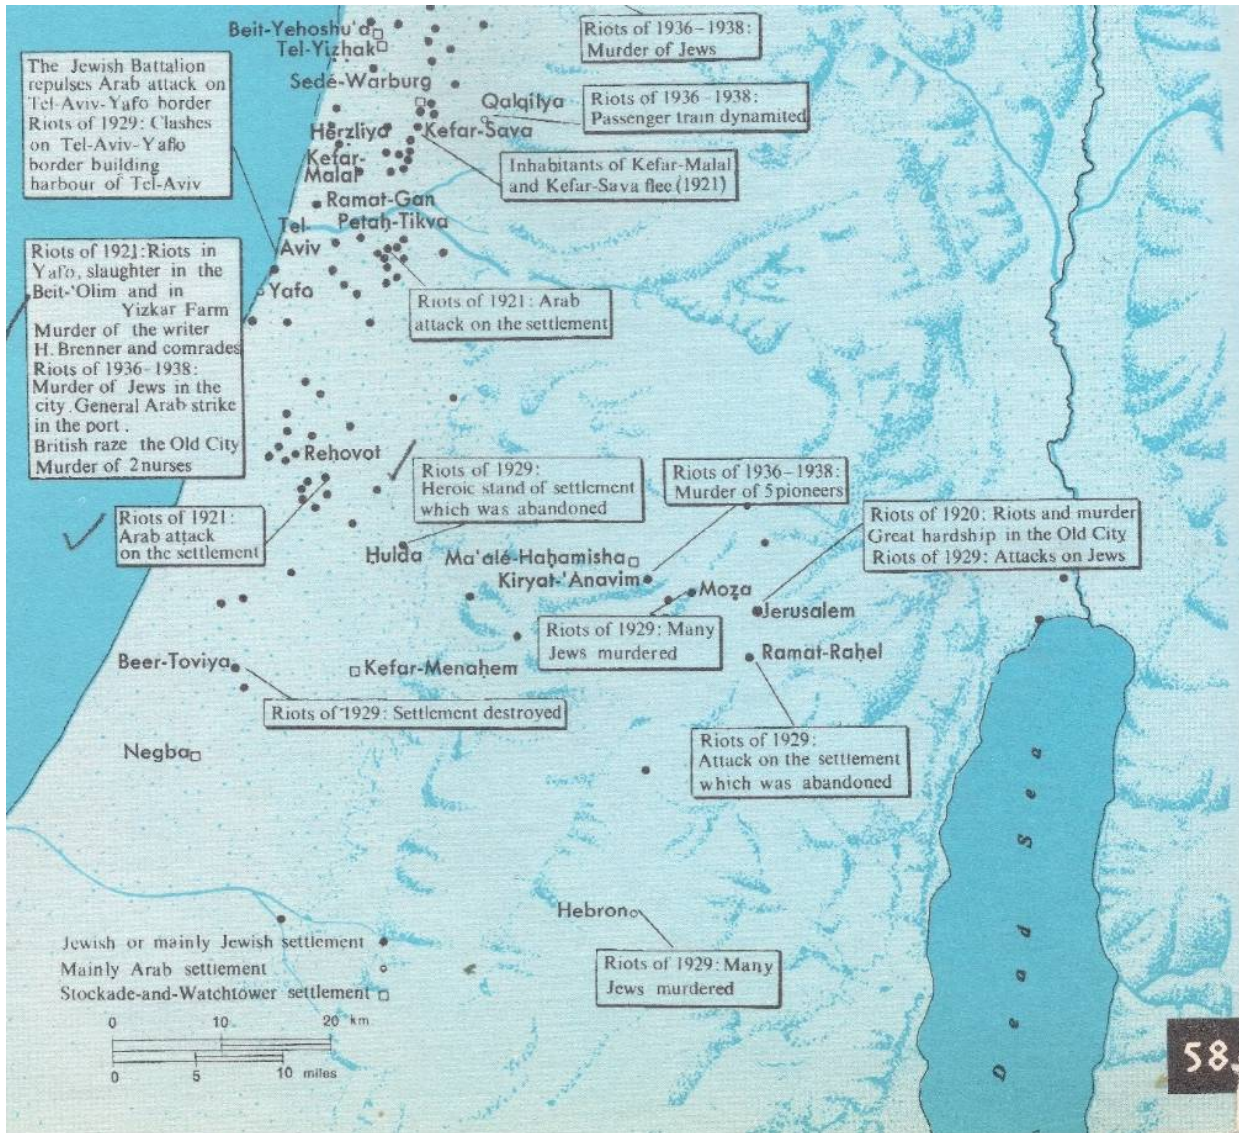 Beit-Yehoshu'a
Tel-Yizhak
Riots of 1936-1938:
Murder of Jews
The Jewish Battalion
repulses Arab attack on
Tel-Aviv-Yafo border
Riots of 1929: Clashes
on Tel-Aviv-Yafo
border building
harbour of Tel-Aviv
Sedé-Warburg
Qalqilya
Riots of 1936-1938:
Passenger train dynamited
Herzliya
Kefar-Sava
Kefar-
Malal
Inhabitants of Kefar-Malal
and Kefar-Sava flee (1921)
Ramat-Gan
Petaḥ-Tikva
Tel-
Aviv
Yafo
Riots of 1921: Riots in
Yafo, slaughter in the
Beit-'Olim and in
Yizkar Farm
Murder of the writer
H. Brenner and comrades
Riots of 1936-1938:
Murder of Jews in the
city. General Arab strike
in the port.
British raze the Old City
Murder of 2 nurses
Riots of 1921: Arab
attack on the settlement
Reḥovot
Riots of 1929:
Heroic stand of settlement
which was abandoned
Riots of 1936-1938:
Murder of 5 pioneers
Riots of 1921:
Arab attack
on the settlement
Riots of 1920: Riots and murder
Great hardship in the Old City
Riots of 1929: Attacks on Jews
Ḥulda
Ma'alé-Haḥamisha
Kiryat-'Anavim
Moẓa
Jerusalem
Riots of 1929: Many
Jews murdered
Ramat-Raḥel
Beer-Toviya
Kefar-Menaḥem
Riots of 1929: Settlement destroyed
Negba
Riots of 1929:
Attack on the settlement
which was abandoned
Dead Sea
Hebron
Riots of 1929: Many
Jews murdered
Jewish or mainly Jewish settlement
Mainly Arab settlement
Stockade-and-Watchtower settlement
0 10 20 km
0 5 10 miles
58